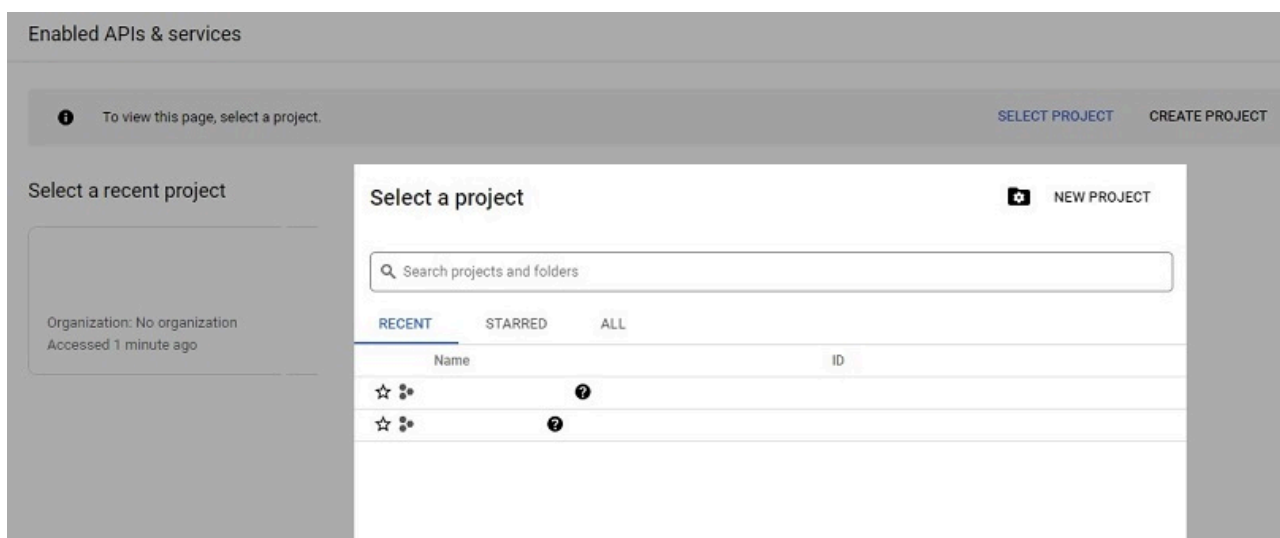 Enabled APIs & services
To view this page, select a project.
SELECT PROJECT
CREATE PROJECT
Select a recent project
Organization: No organization
Accessed 1 minute ago
Select a project
NEW PROJECT
Search projects and folders
RECENT STARRED ALL
Name ID